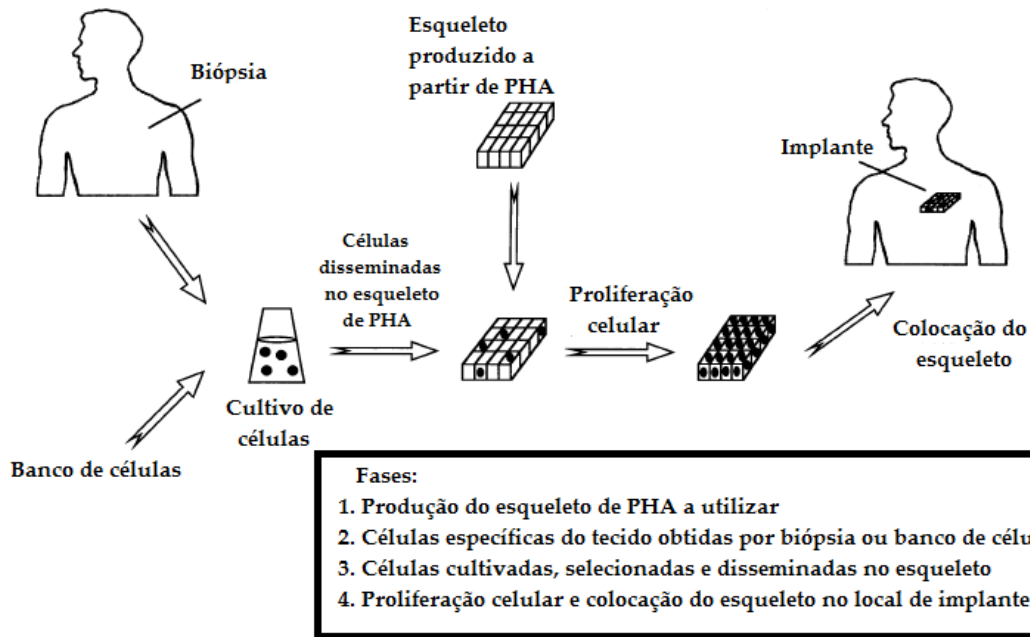 Biópsia
Esqueleto
produzido a
partir de PHA
Implante
Células
disseminadas
no esqueleto
de PHA
Proliferação
celular
Colocação do
esqueleto
Cultivo de
células
Banco de células
Fases:
1. Produção do esqueleto de PHA a utilizar
2. Células específicas do tecido obtidas por biópsia ou banco de célu
3. Células cultivadas, selecionadas e disseminadas no esqueleto
4. Proliferação celular e colocação do esqueleto no local de implante